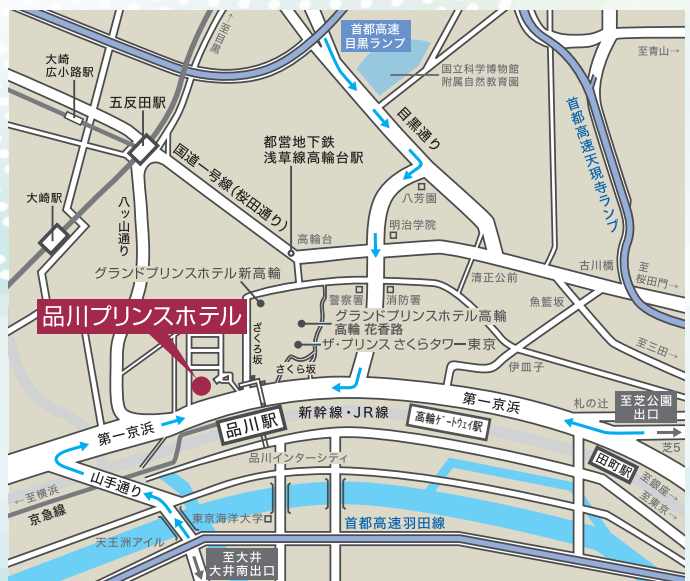 首都高速
目黒ランプ
至目黒
至青山→
大崎
広小路駅
国立科学博物館
附属自然教育園
五反田駅
首都高速天現寺ランプ
目黒通り
都営地下鉄
浅草線高輪台駅
国道一号線(桜田通り)
大崎駅
八ッ山通り
八芳園
明治学院
高輪台
古川橋
至
桜田門→
グランドプリンスホテル新高輪
清正公前
警察署
消防署
魚籃坂
品川プリンスホテル
グランドプリンスホテル高輪
高輪 花香路
ザ・プリンス さくらタワー東京
ざくろ坂
さくら坂
至三田→
伊皿子
第一京浜
札の辻
至芝公園
出口
新幹線・JR線
高輪ゲートウェイ駅
品川駅
第一京浜
芝5
品川インターシティ
田町駅
山手通り
←至横浜
京急線
至銀座→
至東京→
東京海洋大学
首都高速羽田線
天王洲アイル
至大井
大井南出口